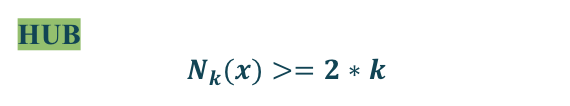 HUB
Nₖ(x) >= 2 * k